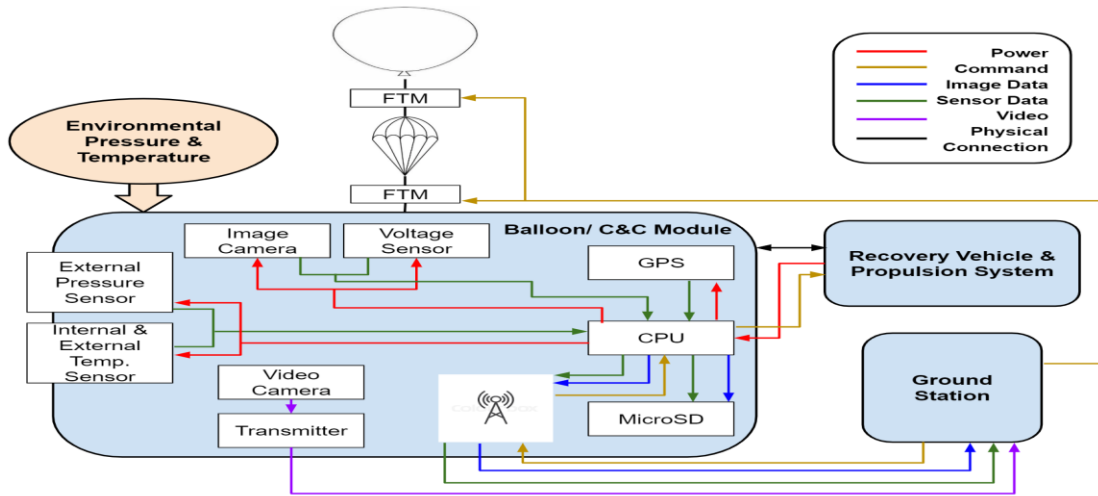 FTM
FTM
Power
Command
Image Data
Sensor Data
Video
Physical
Connection
Environmental
Pressure &
Temperature
Image
Camera
Voltage
Sensor
Balloon/ C&C Module
GPS
External
Pressure
Sensor
Internal &
External
Temp.
Sensor
CPU
Video
Camera
Transmitter
MicroSD
Recovery Vehicle &
Propulsion System
Ground
Station